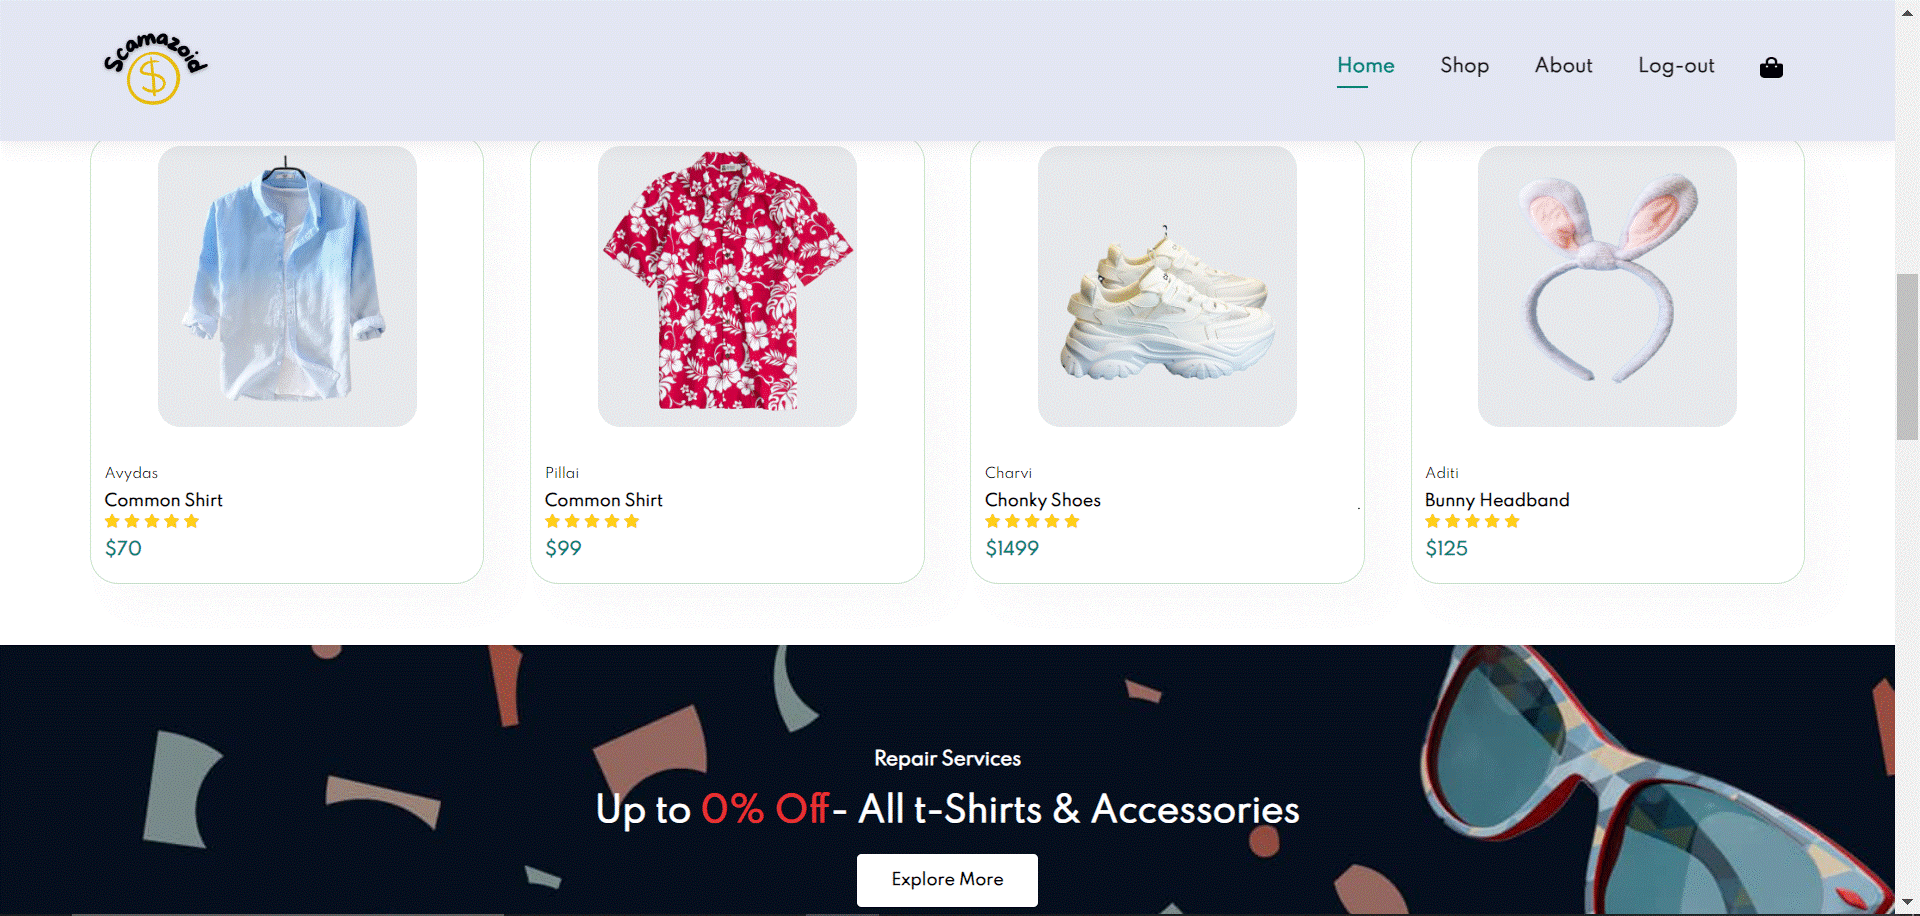 Scamazoid
$
Home Shop About Log-out
Avydas
Common Shirt
$70
Pillai
Common Shirt
$99
Charvi
Chonky Shoes
$1499
Aditi
Bunny Headband
$125
Repair Services
Up to 0% Off- All t-Shirts & Accessories
Explore More